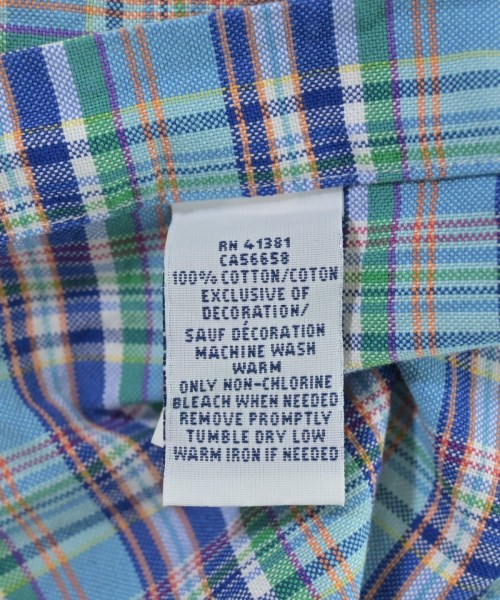 RN 41381
CA56658
100% COTTON/COTON
EXCLUSIVE OF
DECORATION/
SAUF DÉCORATION
MACHINE WASH
WARM
ONLY NON-CHLORINE
BLEACH WHEN NEEDED
REMOVE PROMPTLY
TUMBLE DRY LOW
WARM IRON IF NEEDED